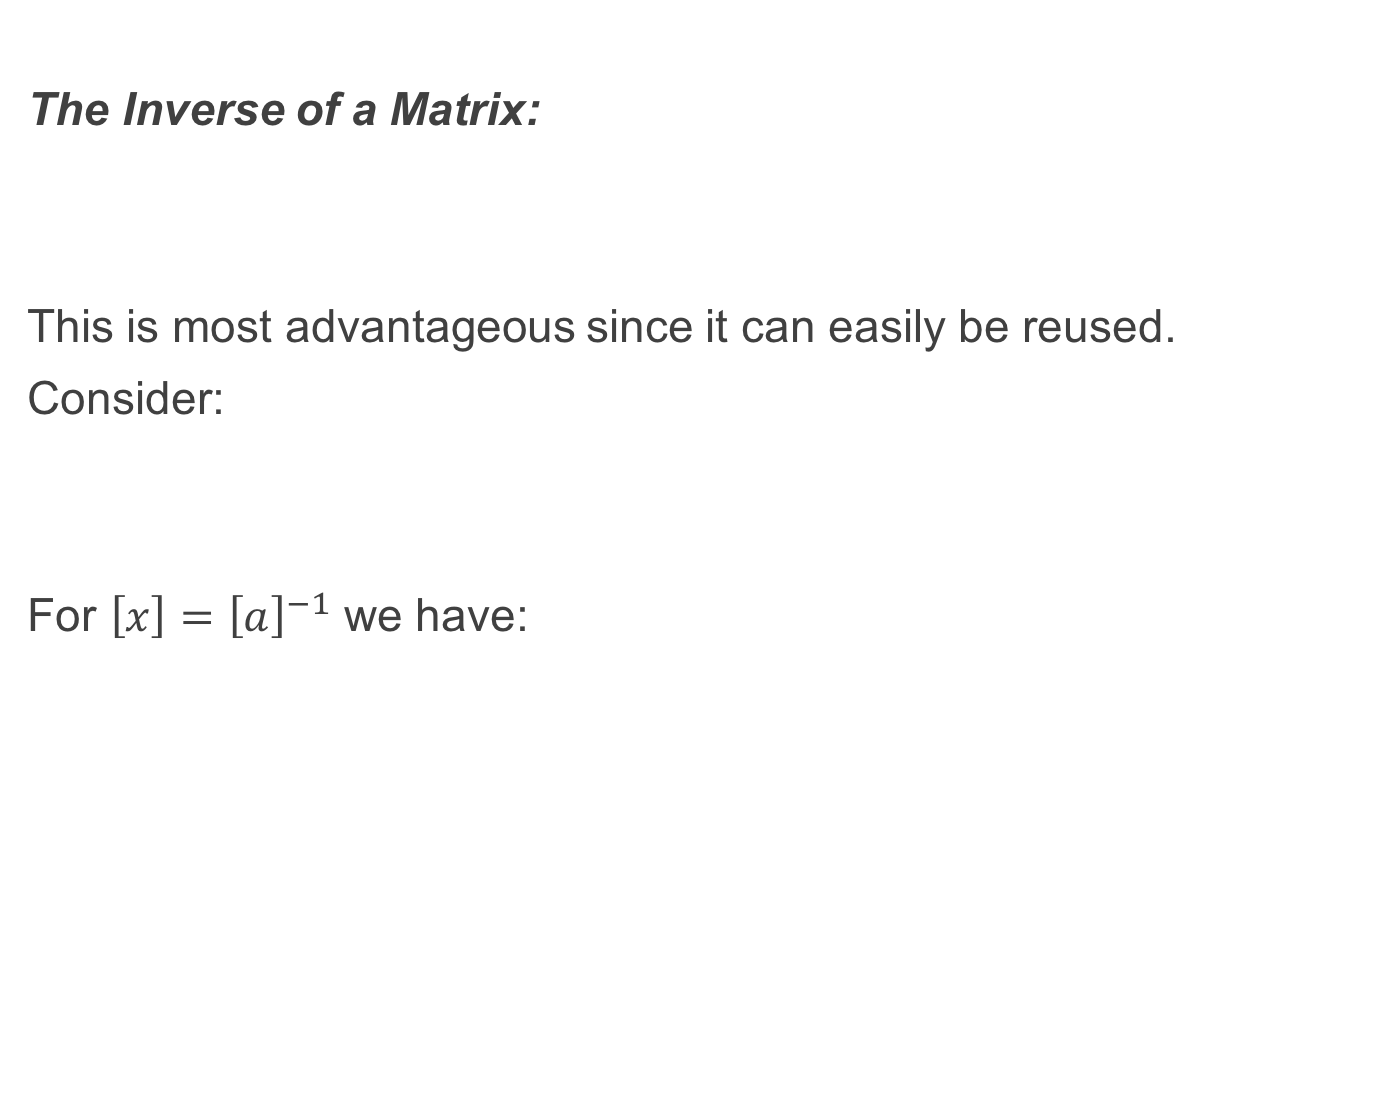 The Inverse of a Matrix:
This is most advantageous since it can easily be reused.
Consider:
For [𝑥] = [𝑎]⁻¹ we have: